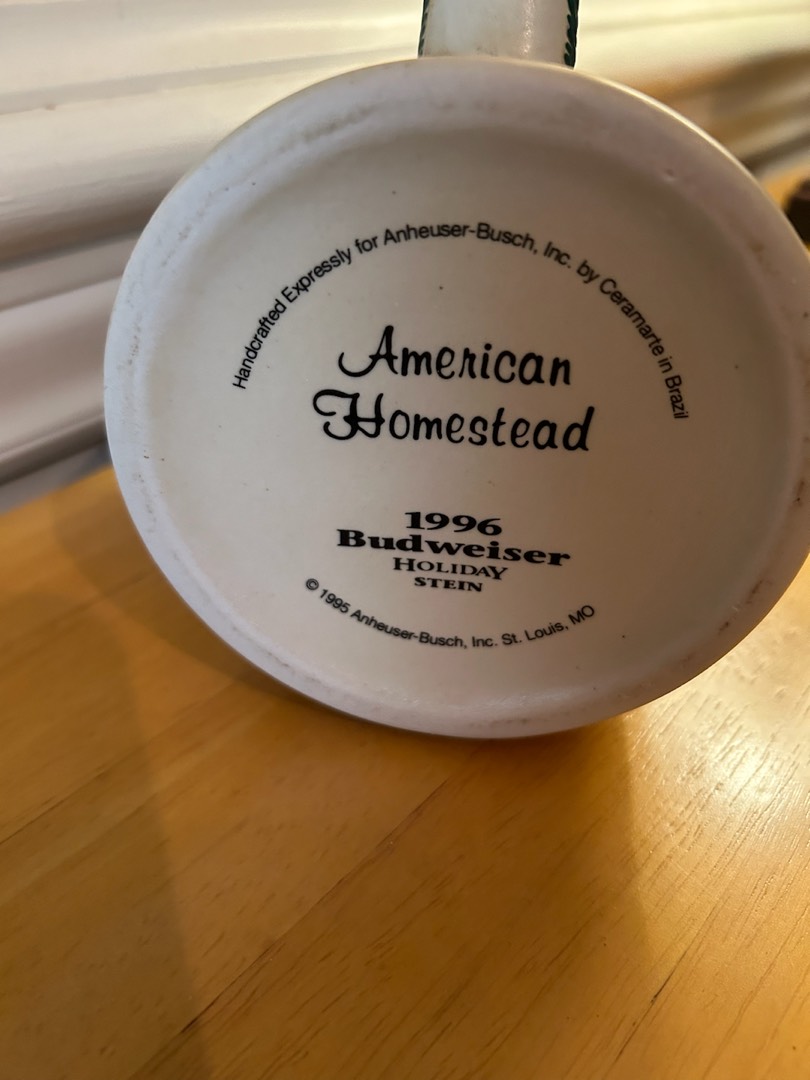 Handcrafted Expressly for Anheuser-Busch, Inc. by Ceramarte in Brazil
American
Homestead
1996
Budweiser
HOLIDAY
STEIN
© 1995 Anheuser-Busch, Inc. St. Louis, MO